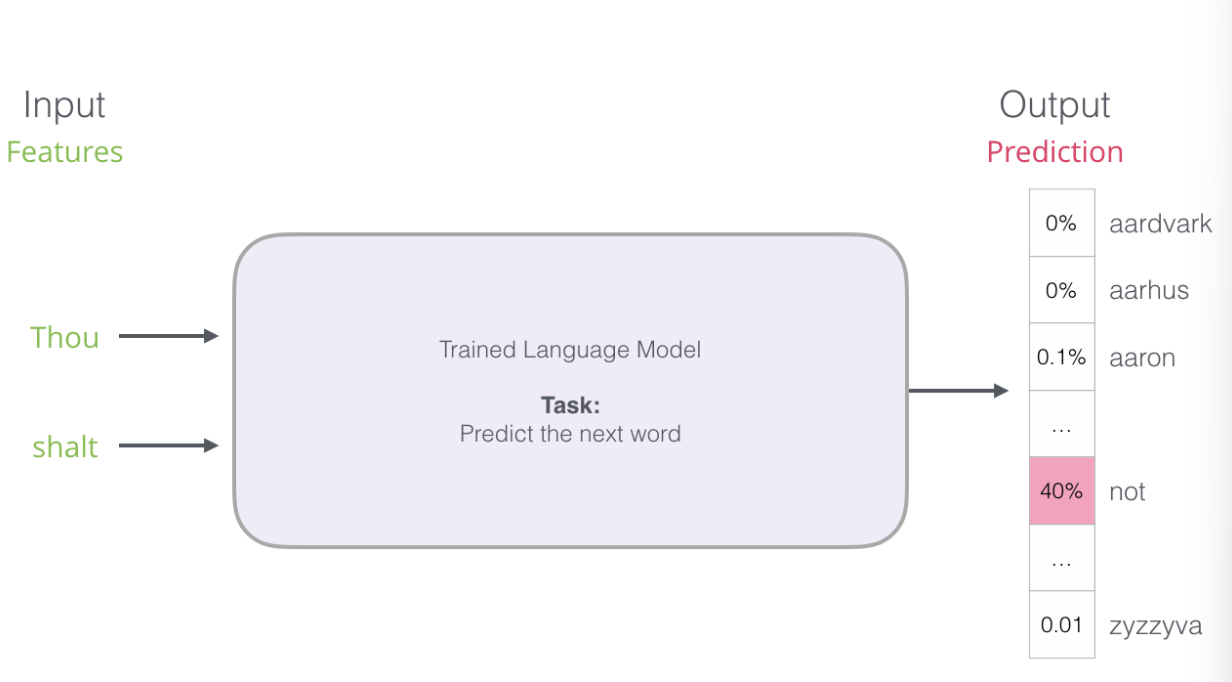 Input
Features
Thou
shalt
Trained Language Model
Task:
Predict the next word
Output
Prediction
0% aardvark
0% aarhus
0.1% aaron
...
40% not
...
0.01 zyzzyva